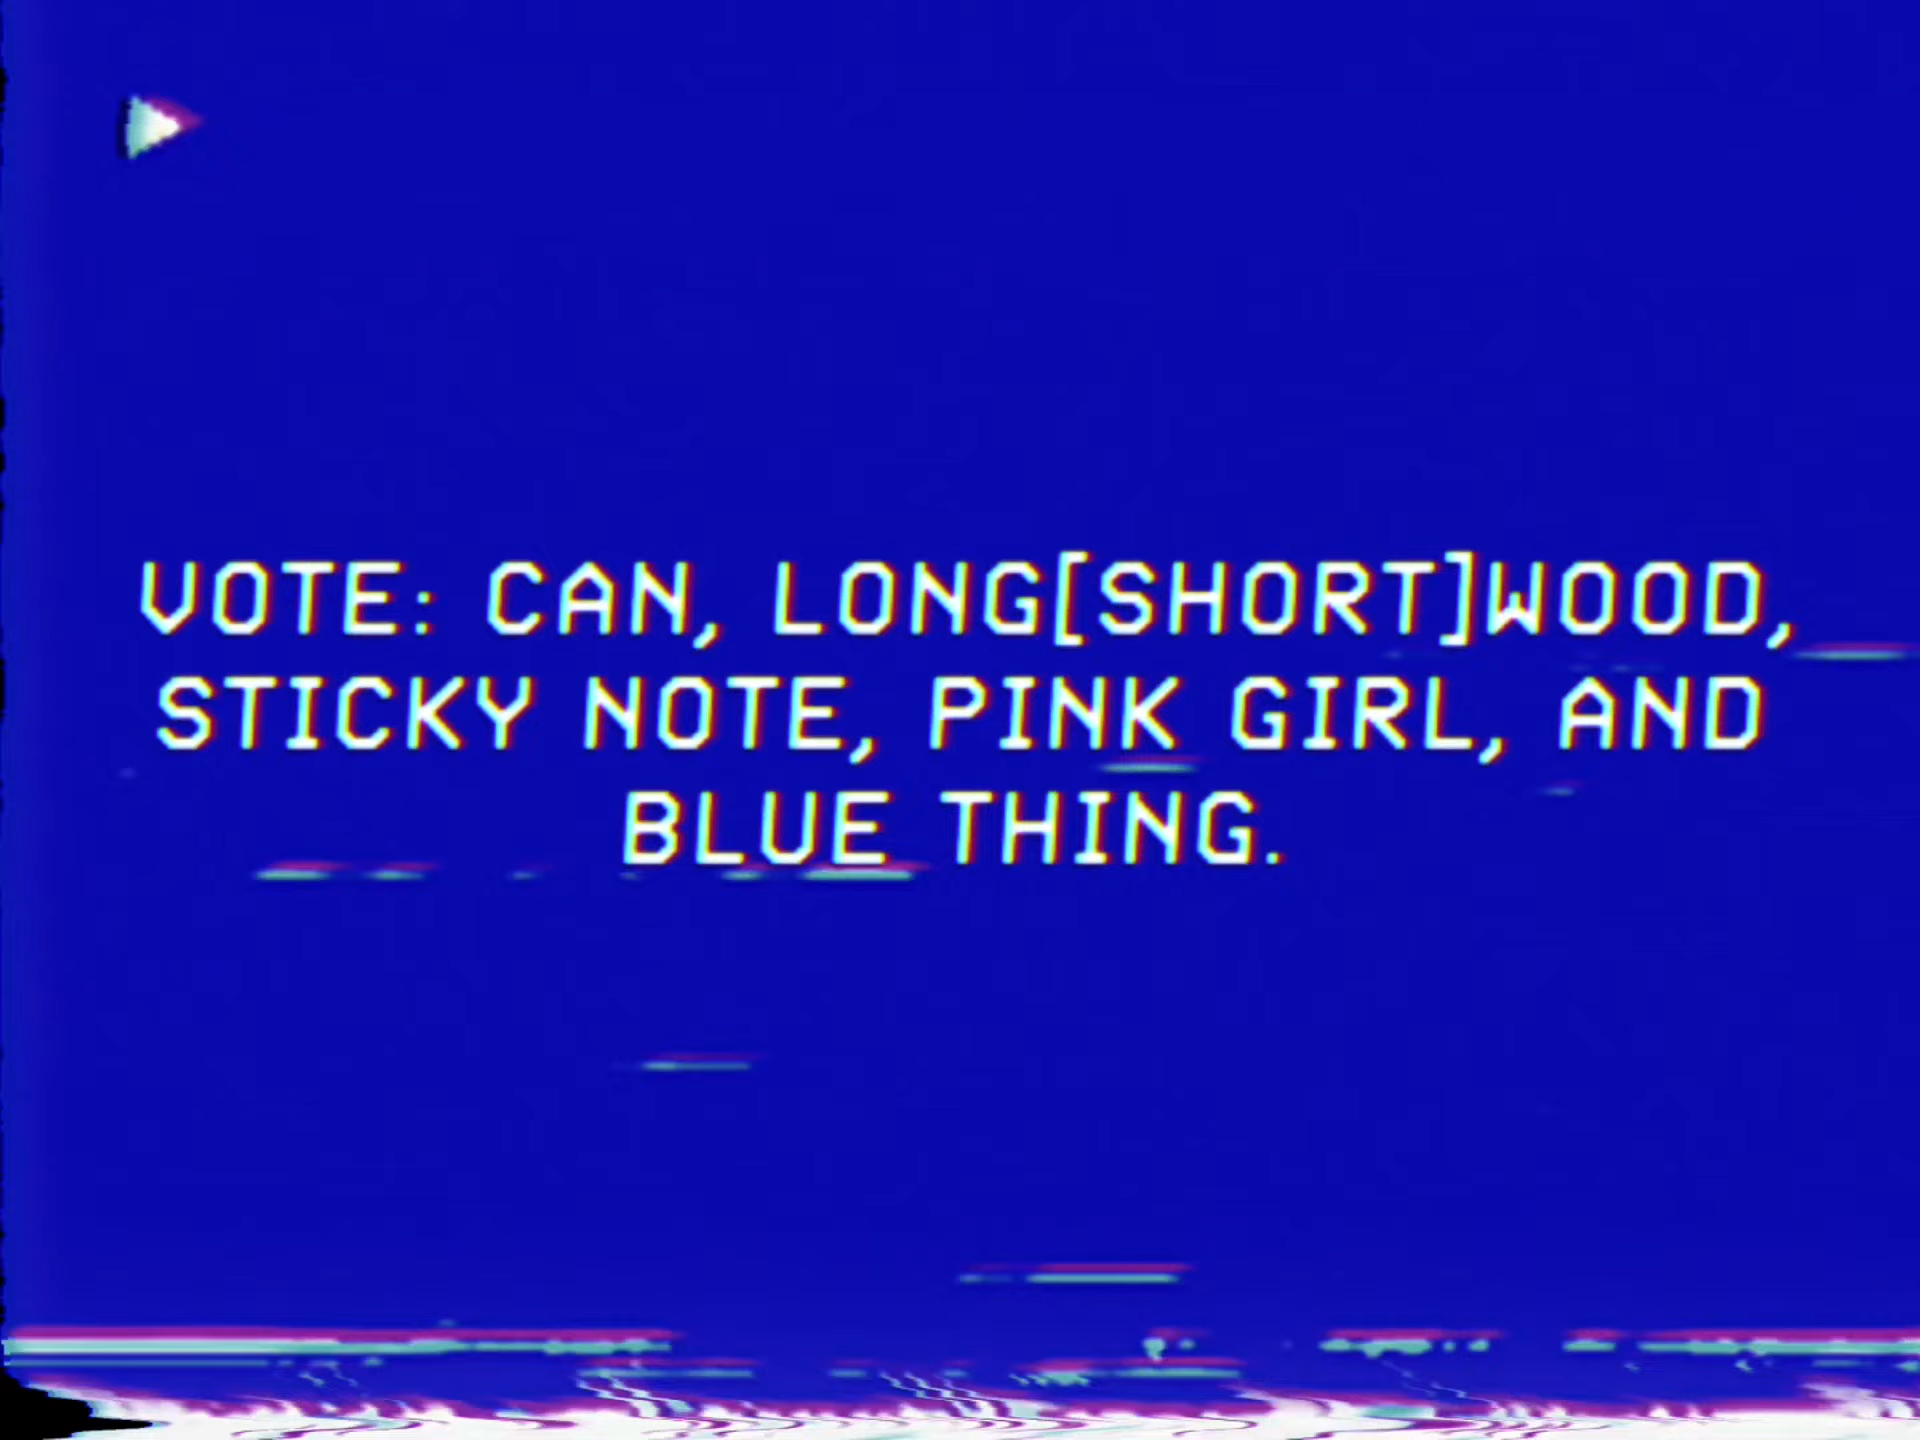 VOTE: CAN, LONG[SHORT]WOOD,
STICKY NOTE, PINK GIRL, AND
BLUE THING.